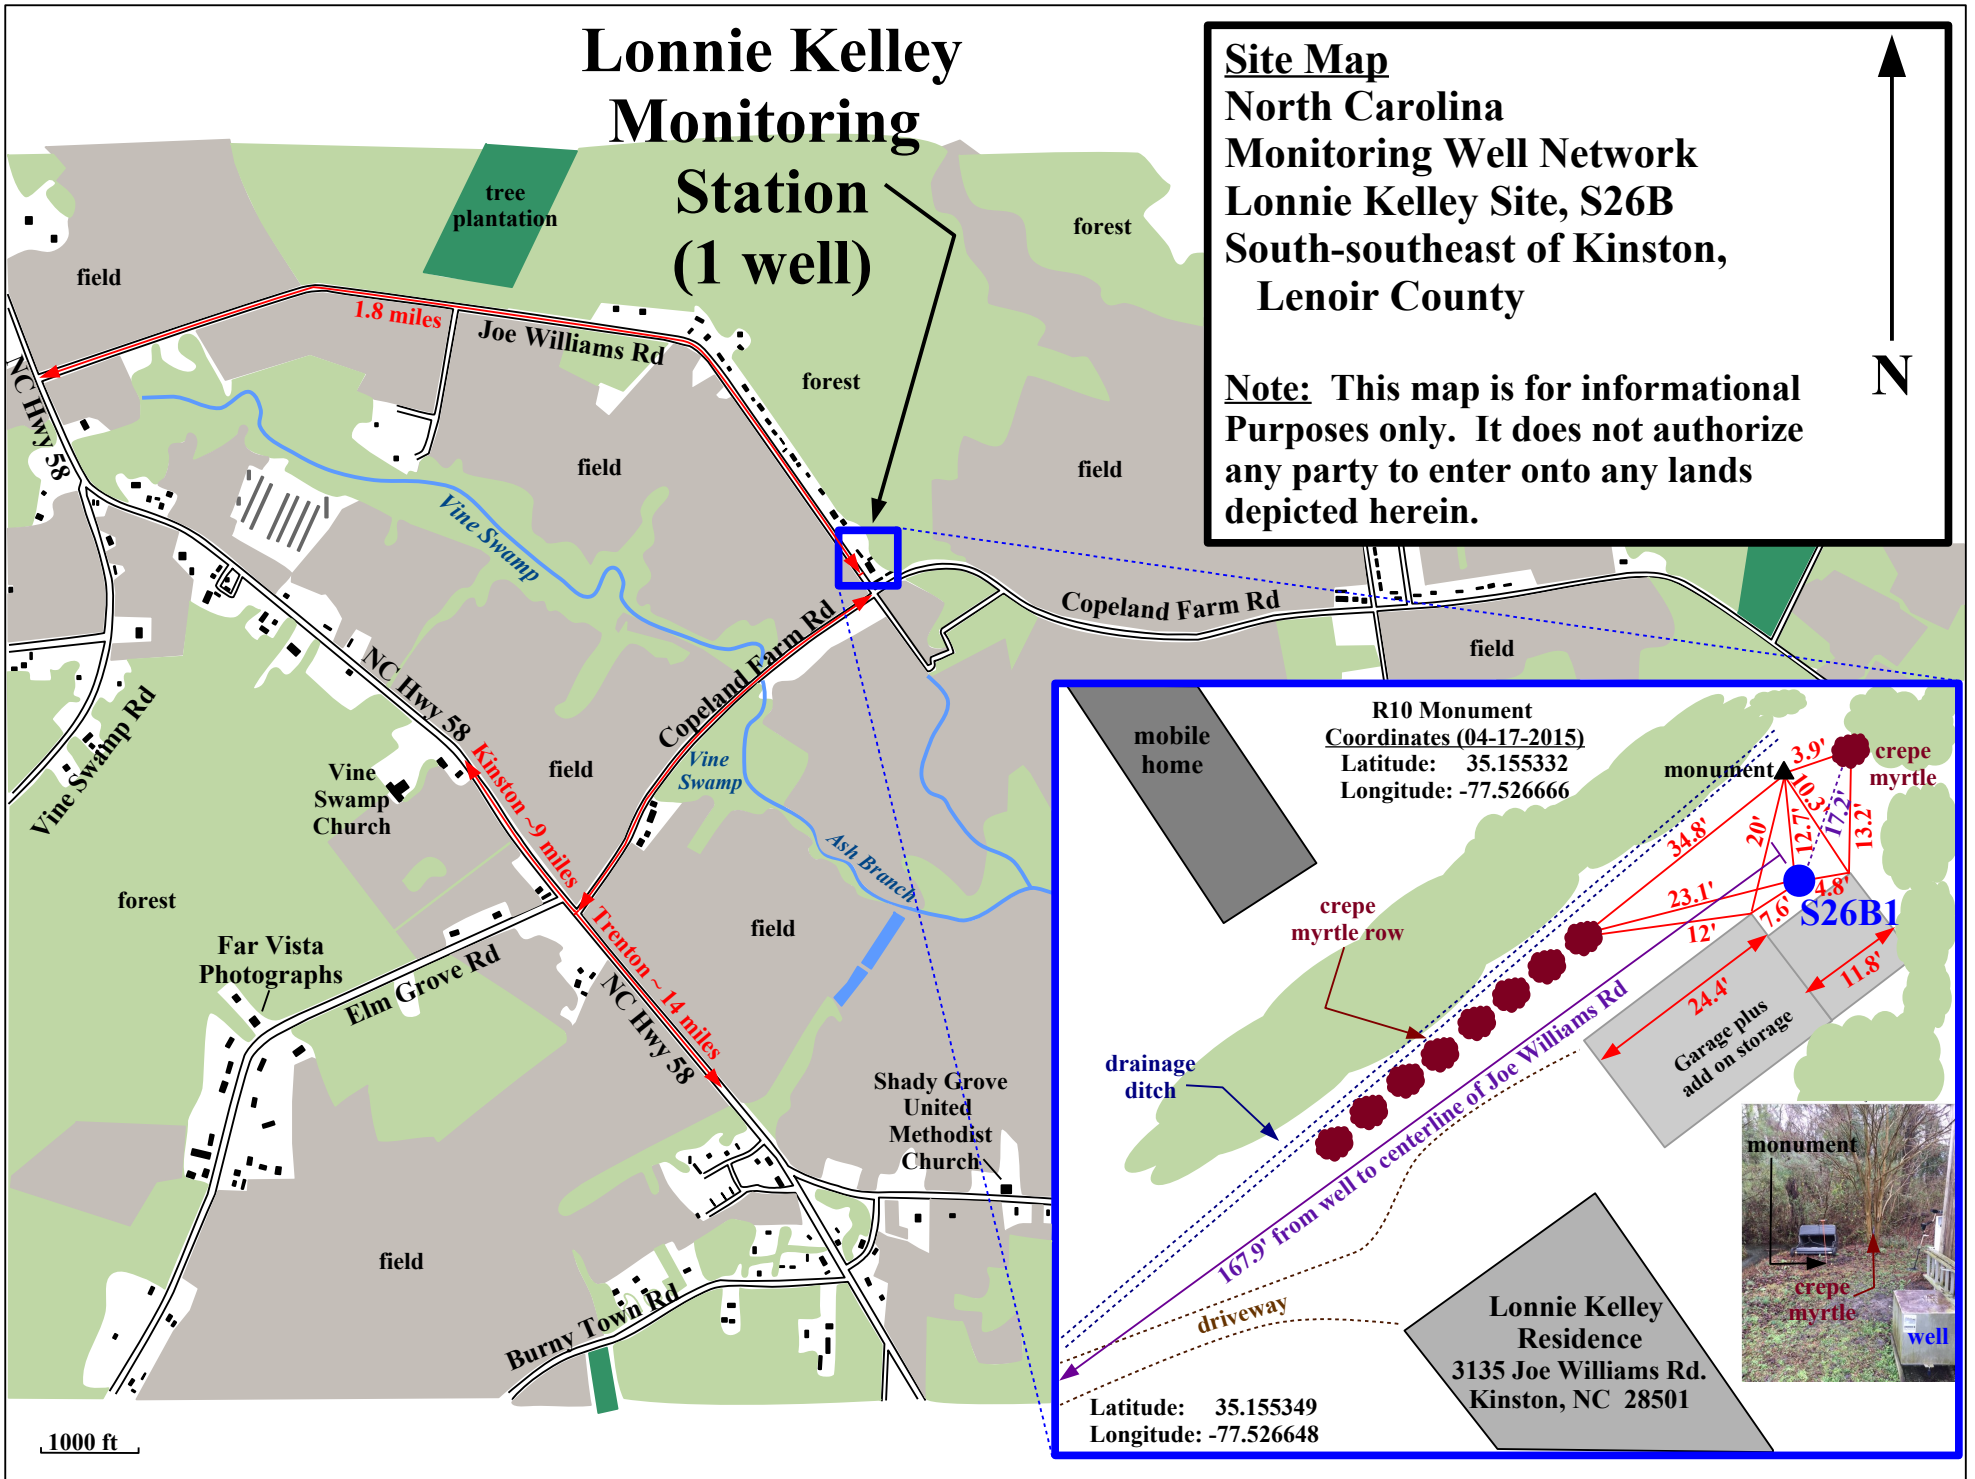 Lonnie Kelley
Monitoring
Station
(1 well)
Site Map
North Carolina
Monitoring Well Network
Lonnie Kelley Site, S26B
South-southeast of Kinston,
Lenoir County
Note: This map is for informational
Purposes only. It does not authorize
any party to enter onto any lands
depicted herein.
N
tree
plantation
forest
field
1.8 miles
Joe Williams Rd
forest
NC Hwy 58
field
field
Vine Swamp
Copeland Farm Rd
field
NC Hwy 58
Copeland Farm Rd
Vine Swamp Rd
Vine
Swamp
Church
Kinston ~9 miles
field
Vine
Swamp
Ash Branch
forest
field
Far Vista
Photographs
Elm Grove Rd
Trenton ~ 14 miles
NC Hwy 58
Shady Grove
United
Methodist
Church
field
Burny Town Rd
1000 ft
mobile
home
R10 Monument
Coordinates (04-17-2015)
Latitude: 35.155332
Longitude: -77.526666
monument
3.9'
crepe
myrtle
10.3'
17.2'
13.2'
12.7'
20'
34.8'
23.1'
4.8'
7.6'
12'
S26B1
crepe
myrtle row
24.4'
11.8'
Garage plus
add on storage
drainage
ditch
167.9' from well to centerline of Joe Williams Rd
driveway
monument
crepe
myrtle
well
Lonnie Kelley
Residence
3135 Joe Williams Rd.
Kinston, NC 28501
Latitude: 35.155349
Longitude: -77.526648